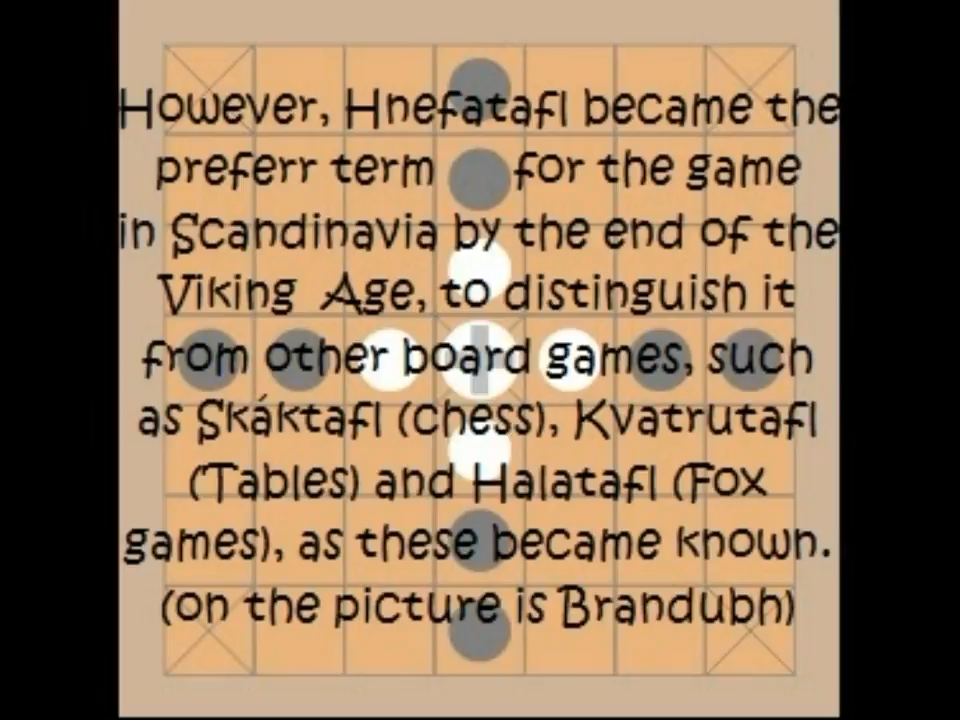 However, Hnefatafl became the
preferr term for the game
in Scandinavia by the end of the
Viking Age, to distinguish it
from other board games, such
as Skáktafl (chess), Kvatrutafl
(Tables) and Halatafl (Fox
games), as these became known.
(on the picture is Brandubh)